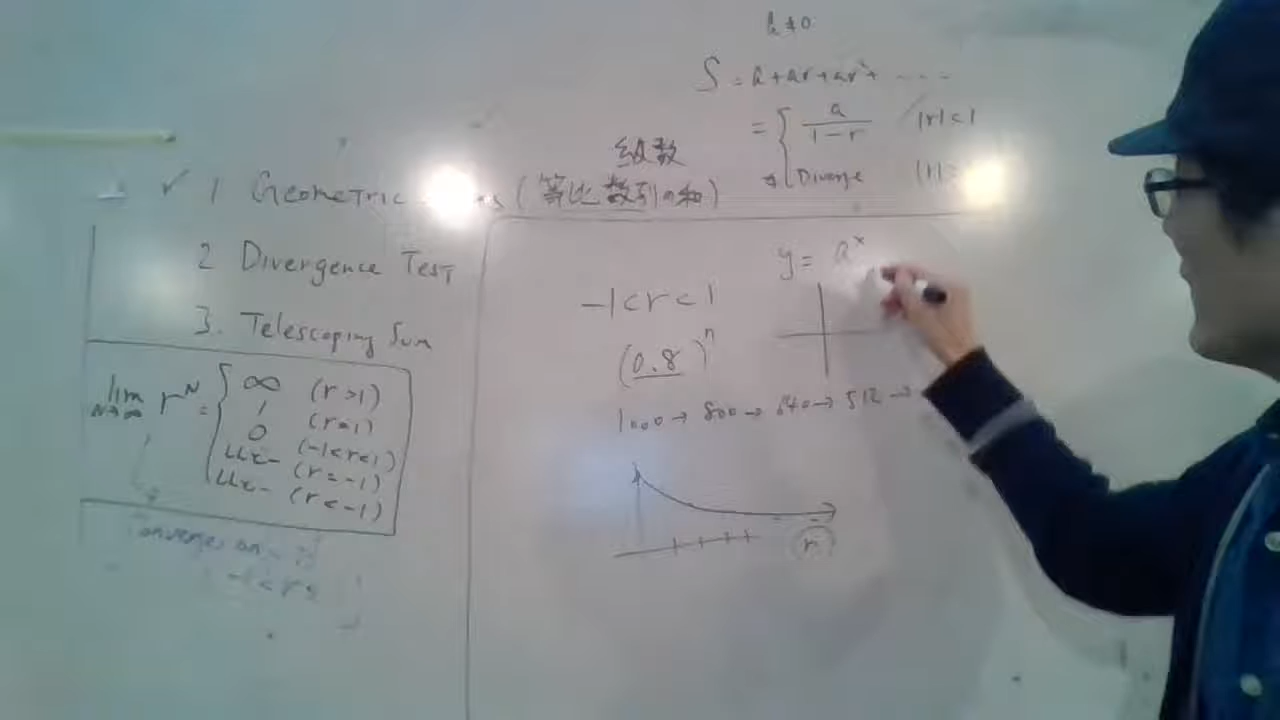 a ≠ 0
S = a + ar + ar² + ....
= { a / 1-r |r|<1
Diverge
级数
✓ 1 Geometric (等比数列の和)
2 Divergence Test
3. Telescoping Sum
lim N→∞ r^N = { ∞ (r>1)
1 (r=1)
0 (-1<r<1)
(r=-1)
(r<-1)
-1<r<1
y = a^x
(0.8)^n
1000 → 800 → 640 → 512 →
n